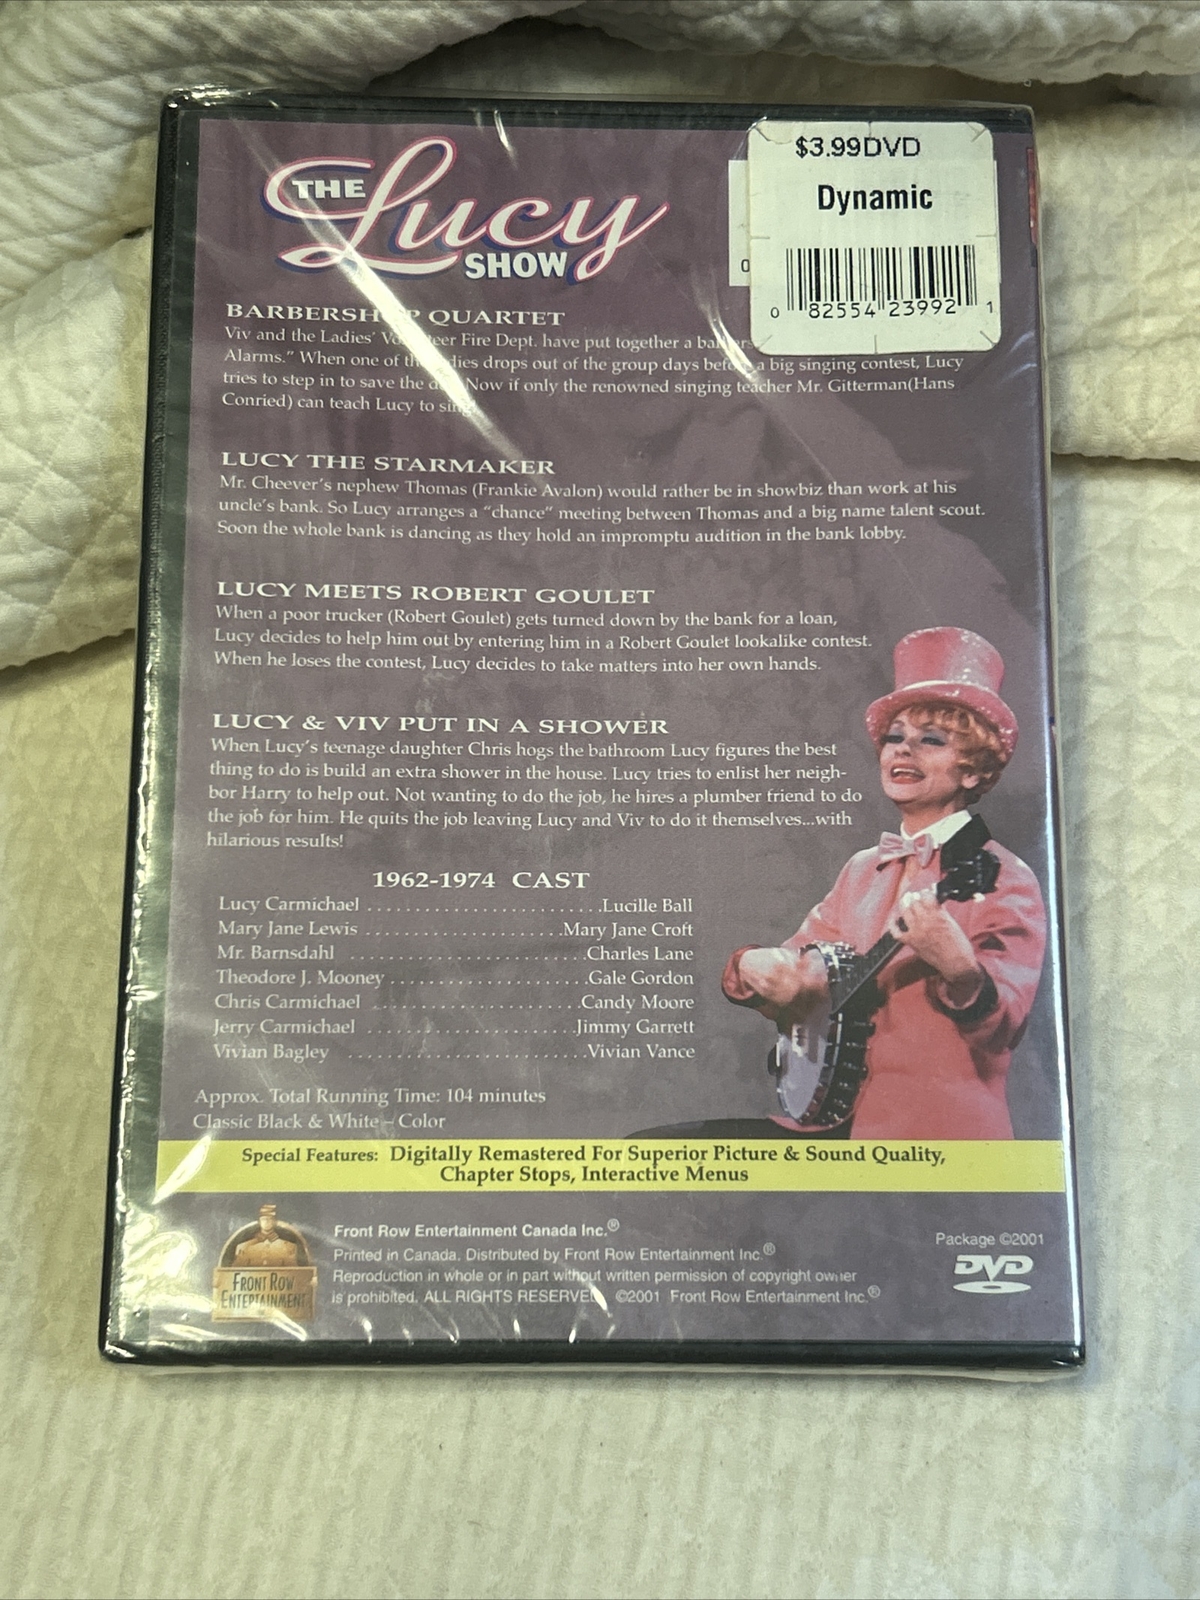 THE Lucy SHOW
$3.99DVD
Dynamic
0 82554 23992 1
0
BARBERSHOP QUARTET
Viv and the Ladies' Volunteer Fire Dept. have put together a
Alarms." When one of the ladies drops out of the group days before a big singing contest, Lucy
tries to step in to save the Now if only the renowned singing teacher Mr. Gitterman(Hans
Conried) can teach Lucy to sing!
LUCY THE STARMAKER
Mr. Cheever's nephew Thomas (Frankie Avalon) would rather be in showbiz than work at his
uncle's bank. So Lucy arranges a "chance" meeting between Thomas and a big name talent scout.
Soon the whole bank is dancing as they hold an impromptu audition in the bank lobby.
LUCY MEETS ROBERT GOULET
When a poor trucker (Robert Goulet) gets turned down by the bank for a loan,
Lucy decides to help him out by entering him in a Robert Goulet lookalike contest.
When he loses the contest, Lucy decides to take matters into her own hands.
LUCY & VIV PUT IN A SHOWER
When Lucy's teenage daughter Chris hogs the bathroom Lucy figures the best
thing to do is build an extra shower in the house. Lucy tries to enlist her neigh-
bor Harry to help out. Not wanting to do the job, he hires a plumber friend to do
the job for him. He quits the job leaving Lucy and Viv to do it themselves...with
hilarious results!
1962-1974 CAST
Lucy Carmichael ........................Lucille Ball
Mary Jane Lewis .....................Mary Jane Croft
Mr. Barnsdahl .........................Charles Lane
Theodore J. Mooney .....................Gale Gordon
Chris Carmichael ......................Candy Moore
Jerry Carmichael ......................Jimmy Garrett
Vivian Bagley .........................Vivian Vance
Approx. Total Running Time: 104 minutes
Classic Black & White – Color
Special Features: Digitally Remastered For Superior Picture & Sound Quality,
Chapter Stops, Interactive Menus
FRONT ROW
ENTERTAINMENT
Front Row Entertainment Canada Inc.®
Printed in Canada. Distributed by Front Row Entertainment Inc.®
Reproduction in whole or in part without written permission of copyright owner
is prohibited. ALL RIGHTS RESERVED ©2001 Front Row Entertainment Inc.®
Package ©2001
DVD